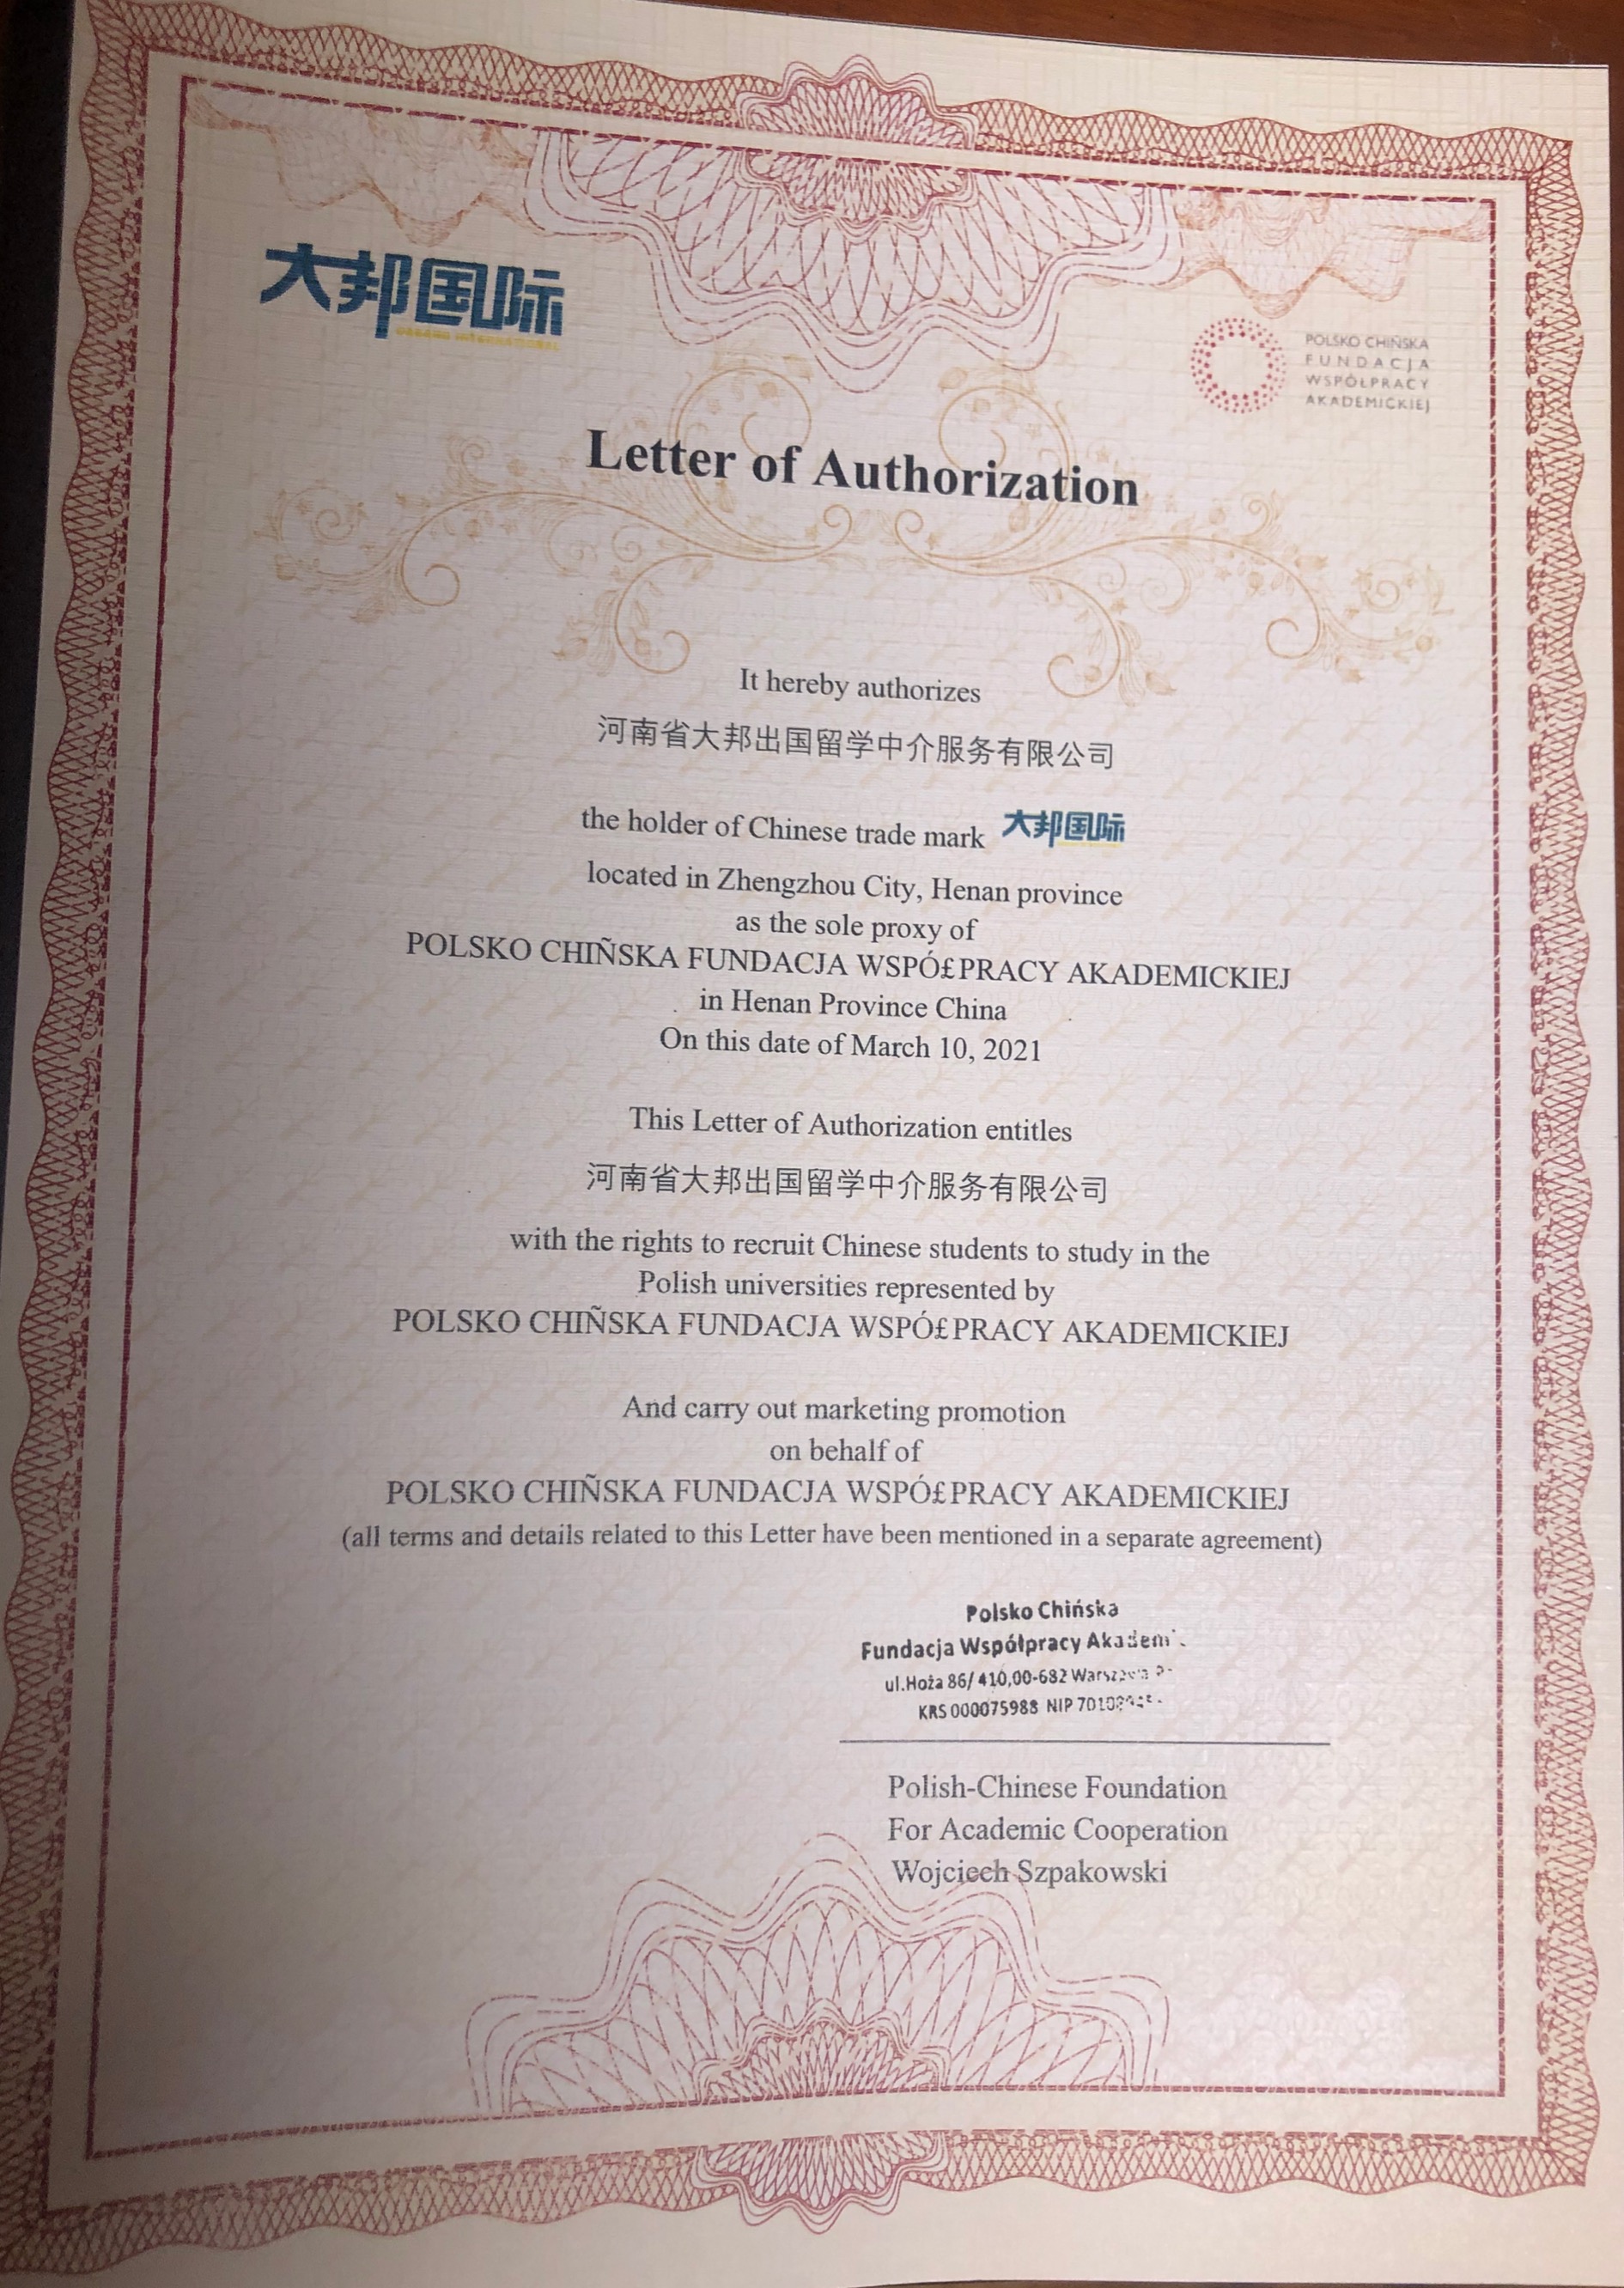 大邦国际
POLSKO CHIŃSKA
FUNDACJA
WSPÓŁPRACY
AKADEMICKIEJ
Letter of Authorization
It hereby authorizes
河南省大邦出国留学中介服务有限公司
the holder of Chinese trade mark 大邦国际
located in Zhengzhou City, Henan province
as the sole proxy of
POLSKO CHIÑSKA FUNDACJA WSPÓ£PRACY AKADEMICKIEJ
in Henan Province China
On this date of March 10, 2021
This Letter of Authorization entitles
河南省大邦出国留学中介服务有限公司
with the rights to recruit Chinese students to study in the
Polish universities represented by
POLSKO CHIÑSKA FUNDACJA WSPÓ£PRACY AKADEMICKIEJ
And carry out marketing promotion
on behalf of
POLSKO CHIÑSKA FUNDACJA WSPÓ£PRACY AKADEMICKIEJ
(all terms and details related to this Letter have been mentioned in a separate agreement)
Polsko Chińska
Fundacja Współpracy
ul.Hoża 86/ 410,00-682
KRS 000075988 NIP
Polish-Chinese Foundation
For Academic Cooperation
Wojciech Szpakowski